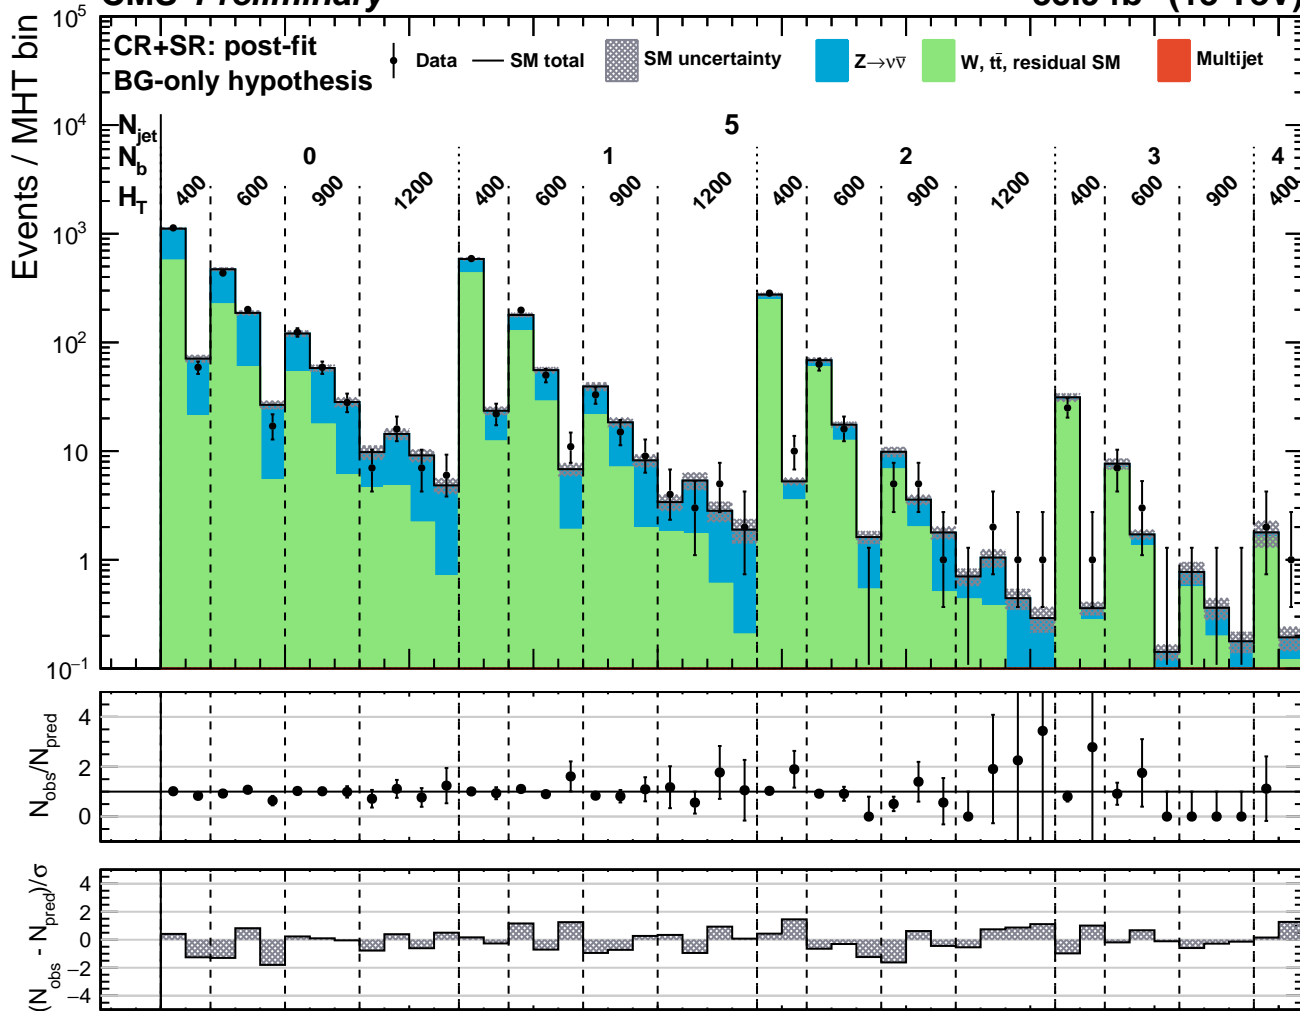 10^5
CR+SR: post-fit
BG-only hypothesis
Data
SM total
SM uncertainty
Z→νν̅
W, tt̄, residual SM
Multijet
Events / MHT bin
10^4
10^3
10^2
10
1
10^−1
N_jet 5
N_b 0 1 2 3 4
H_T 400 600 900 1200 400 600 900 1200 400 600 900 1200 400 600 900 400
N_obs/N_pred
4
2
0
(N_obs - N_pred)/σ
4
2
0
−2
−4